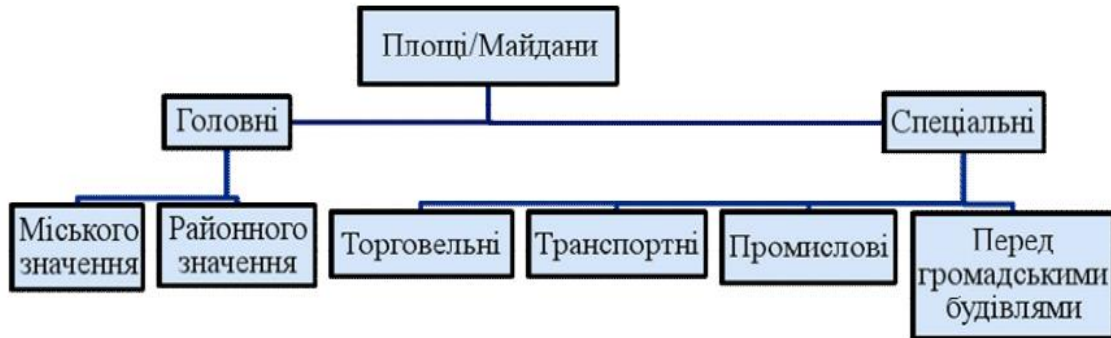 Площі/Майдани
Головні
Спеціальні
Міського
значення
Районного
значення
Торговельні
Транспортні
Промислові
Перед
громадськими
будівлями